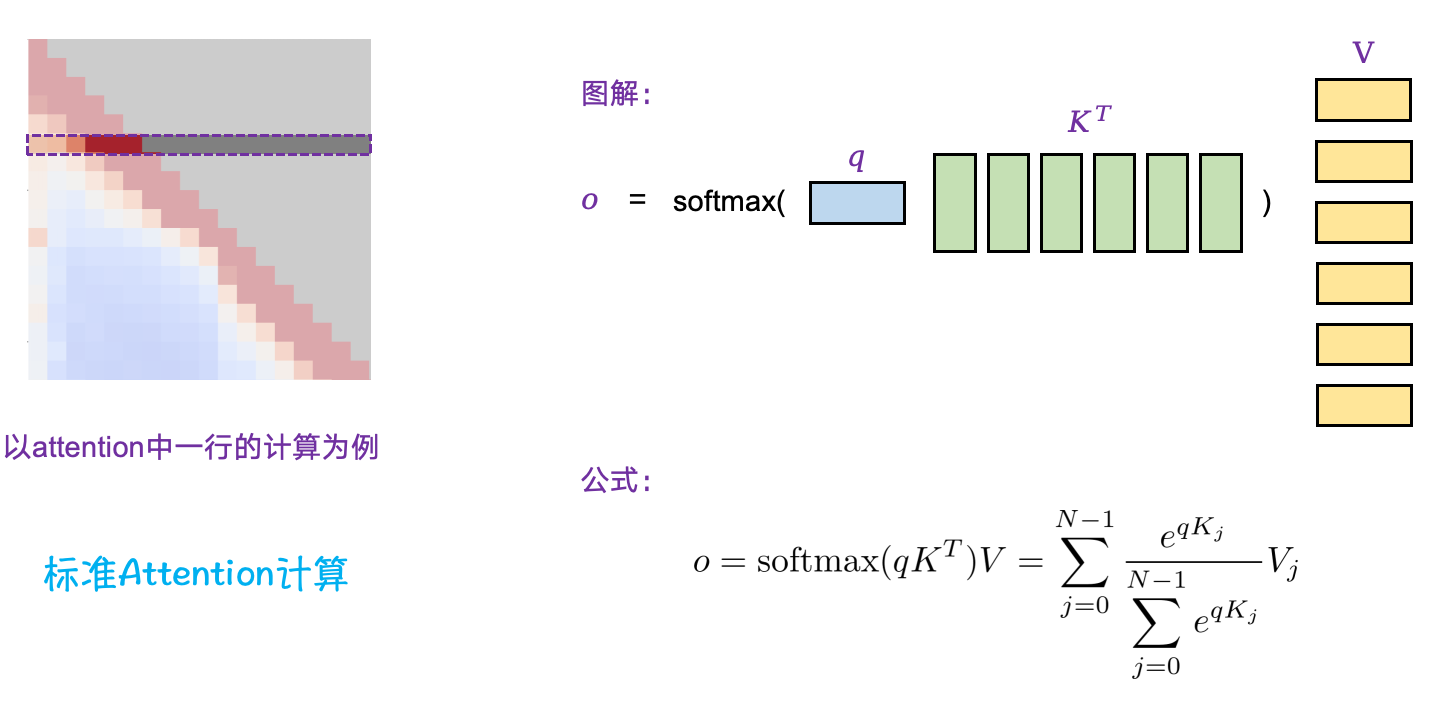 图解:
V
K^T
q
o = softmax( )
以attention中一行的计算为例
公式:
o = softmax(qK^T)V = \sum_{j=0}^{N-1} \frac{e^{qK_j}}{\sum_{j=0}^{N-1} e^{qK_j}} V_j
标准Attention计算